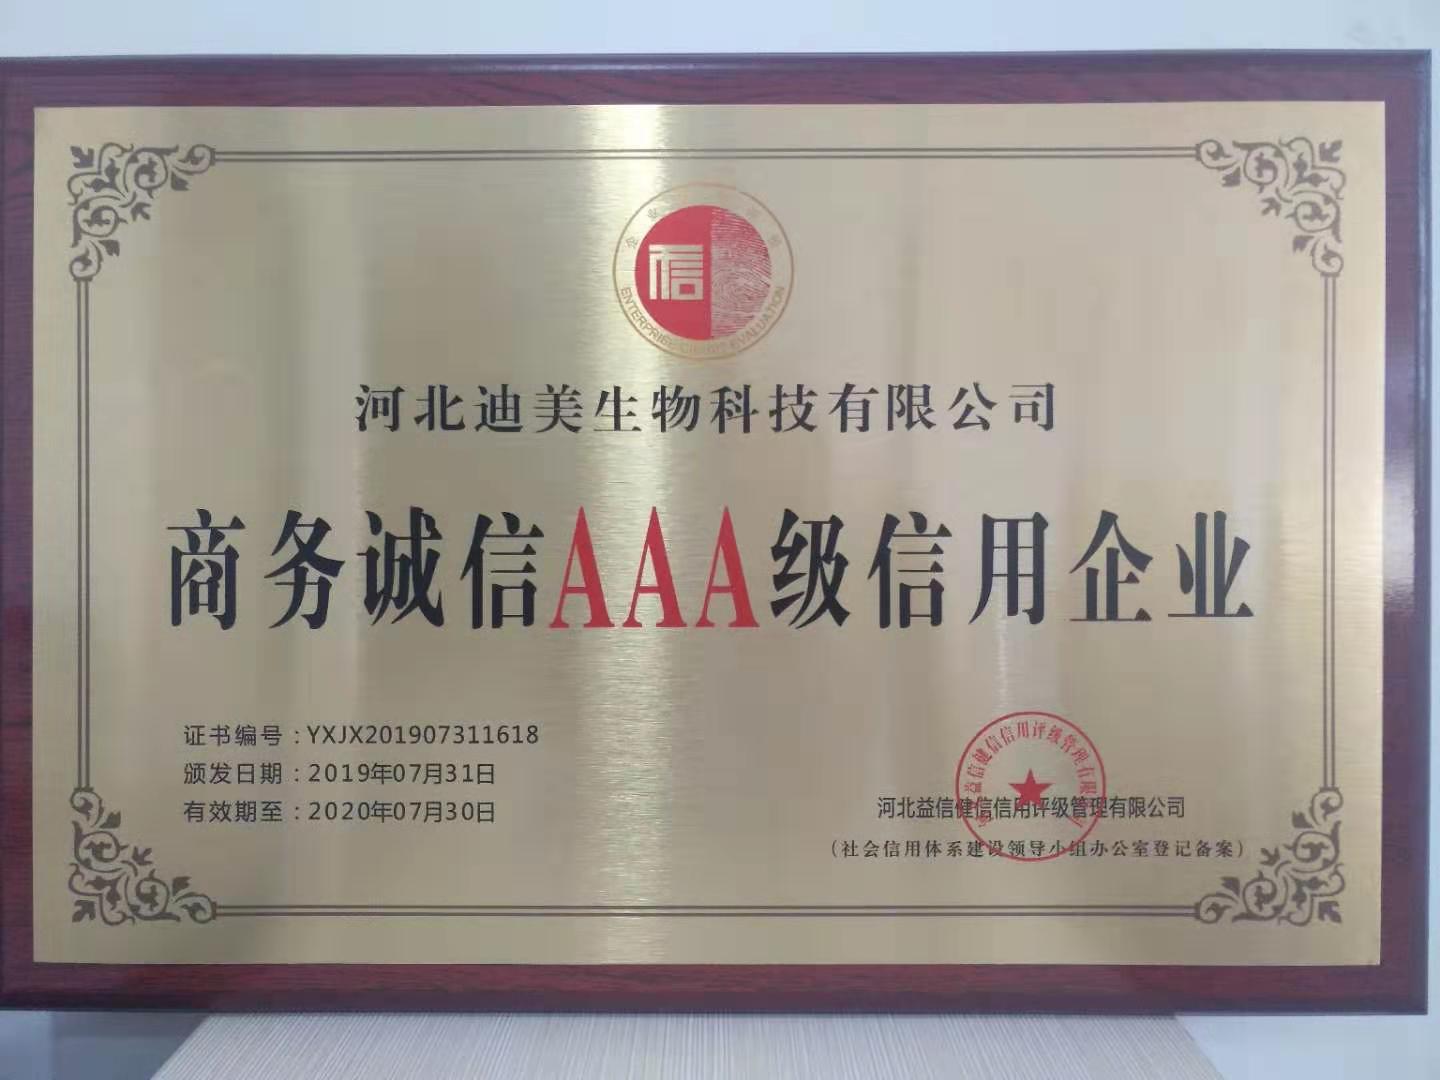 信
ENTERPRISE CREDIT EVALUATION
河北迪美生物科技有限公司
商务诚信AAA级信用企业
证书编号：YXJX201907311618
颁发日期：2019年07月31日
有效期至：2020年07月30日
河北益信健信信用评级管理有限公司
（社会信用体系建设领导小组办公室登记备案）